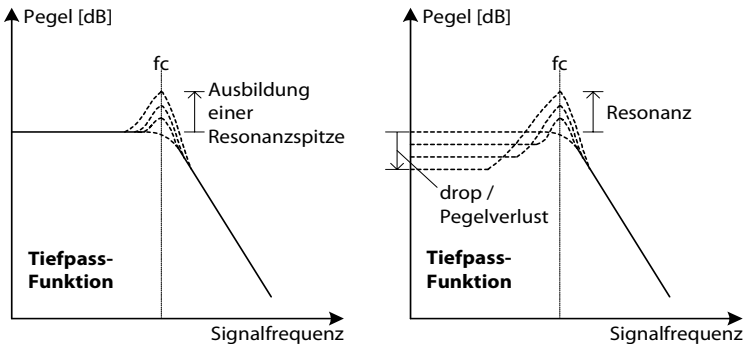 Pegel [dB]
fc
Ausbildung
einer
Resonanzspitze
Tiefpass-
Funktion
Signalfrequenz
Pegel [dB]
fc
Resonanz
drop /
Pegelverlust
Tiefpass-
Funktion
Signalfrequenz